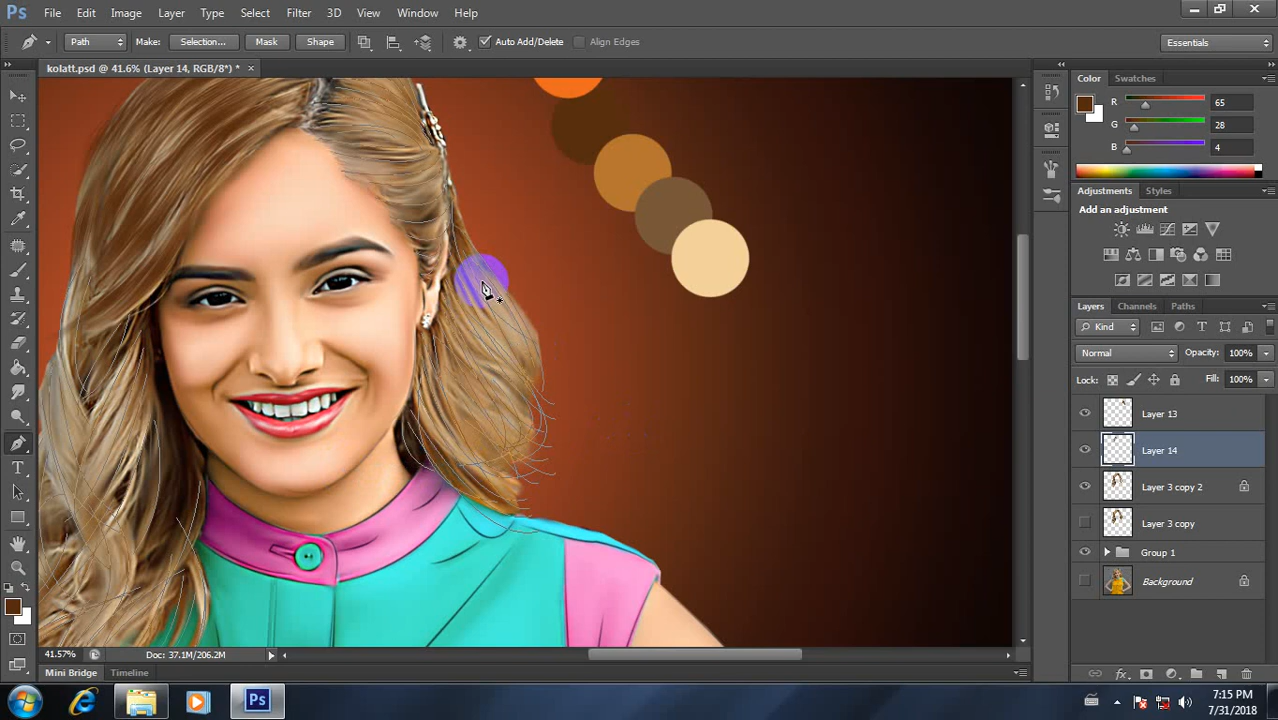 Ps File Edit Image Layer Type Select Filter 3D View Window Help
Path Make: Selection... Mask Shape Auto Add/Delete Align Edges Essentials
kolatt.psd @ 41.6% (Layer 14, RGB/8*) * ×
Color Swatches
R 65
G 28
B 4
Adjustments Styles
Add an adjustment
Layers Channels Paths
Kind
Normal Opacity: 100%
Lock: Fill: 100%
Layer 13
Layer 14
Layer 3 copy 2
Layer 3 copy
Group 1
Background
41.57% Doc: 37.1M/206.2M
Mini Bridge Timeline
Ps 7:15 PM
7/31/2018